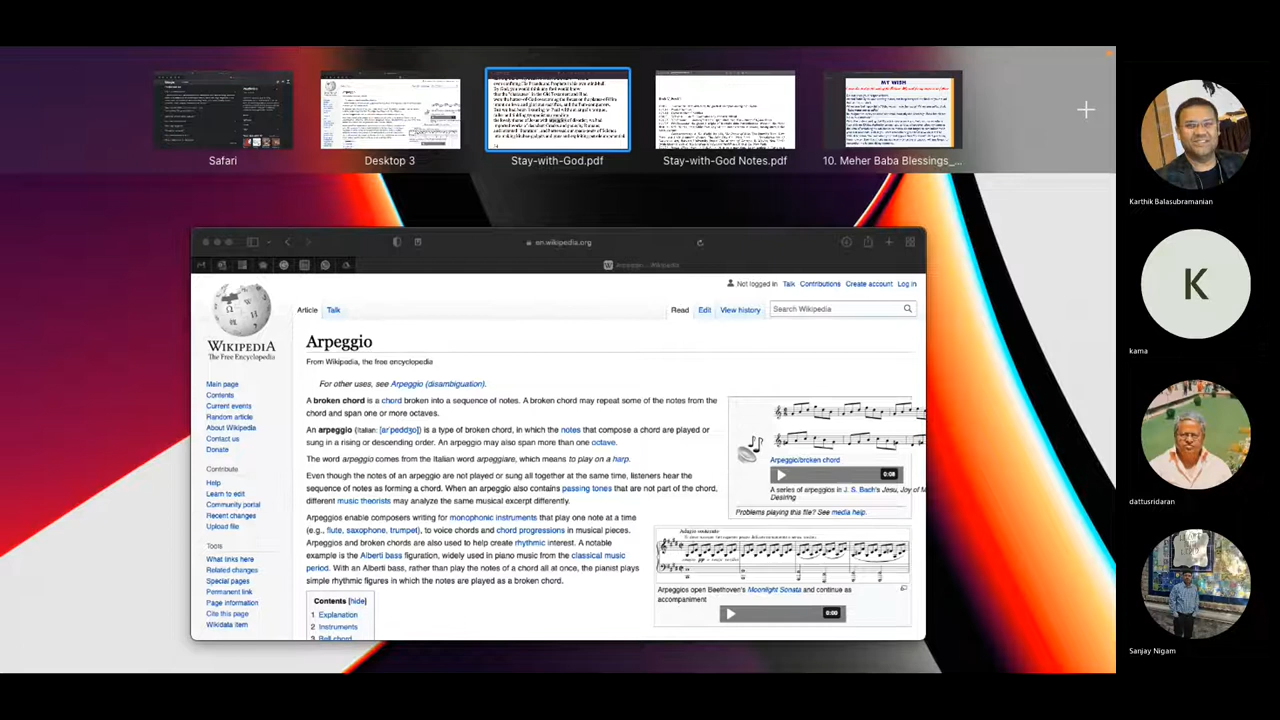 Safari
Desktop 3
Stay-with-God.pdf
Stay-with-God Notes.pdf
10. Meher Baba Blessings_...
MY WISH
en.wikipedia.org
Arpeggio - Wikipedia
Not logged in Talk Contributions Create account Log in
Article Talk
Read Edit View history
Search Wikipedia
WIKIPEDIA
The Free Encyclopedia
Main page
Contents
Current events
Random article
About Wikipedia
Contact us
Donate
Contribute
Help
Learn to edit
Community portal
Recent changes
Upload file
Tools
What links here
Related changes
Special pages
Permanent link
Page information
Cite this page
Wikidata item
Arpeggio
From Wikipedia, the free encyclopedia
For other uses, see Arpeggio (disambiguation).
A broken chord is a chord broken into a sequence of notes. A broken chord may repeat some of the notes from the
chord and span one or more octaves.
An arpeggio (Italian: [arˈpeddʒo]) is a type of broken chord, in which the notes that compose a chord are played or
sung in a rising or descending order. An arpeggio may also span more than one octave.
The word arpeggio comes from the Italian word arpeggiare, which means to play on a harp.
Even though the notes of an arpeggio are not played or sung all together at the same time, listeners hear the
sequence of notes as forming a chord. When an arpeggio also contains passing tones that are not part of the chord,
different music theorists may analyze the same musical excerpt differently.
Arpeggios enable composers writing for monophonic instruments that play one note at a time
(e.g., flute, saxophone, trumpet), to voice chords and chord progressions in musical pieces.
Arpeggios and broken chords are also used to help create rhythmic interest. A notable
example is the Alberti bass figuration, widely used in piano music from the classical music
period. With an Alberti bass, rather than play the notes of a chord all at once, the pianist plays
simple rhythmic figures in which the notes are played as a broken chord.
Contents [hide]
1 Explanation
2 Instruments
3 Bell chord
Arpeggio/broken chord
0:08
A series of arpeggios in J. S. Bach's Jesu, Joy of M
Desiring
Problems playing this file? See media help.
Adagio sostenuto
Arpeggios open Beethoven's Moonlight Sonata and continue as
accompaniment
0:00
Karthik Balasubramanian
K
kama
dattusridaran
Sanjay Nigam